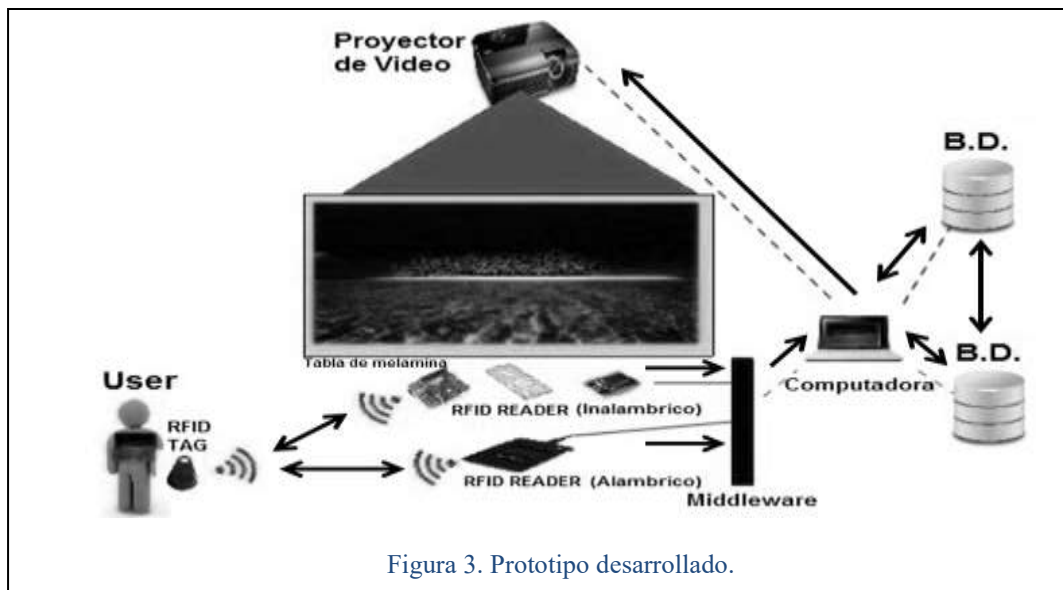 Proyector
de Video
B.D.
Tabla de melamina
User
RFID
TAG
RFID READER (Inalambrico)
RFID READER (Alambrico)
Middleware
Computadora
B.D.
Figura 3. Prototipo desarrollado.